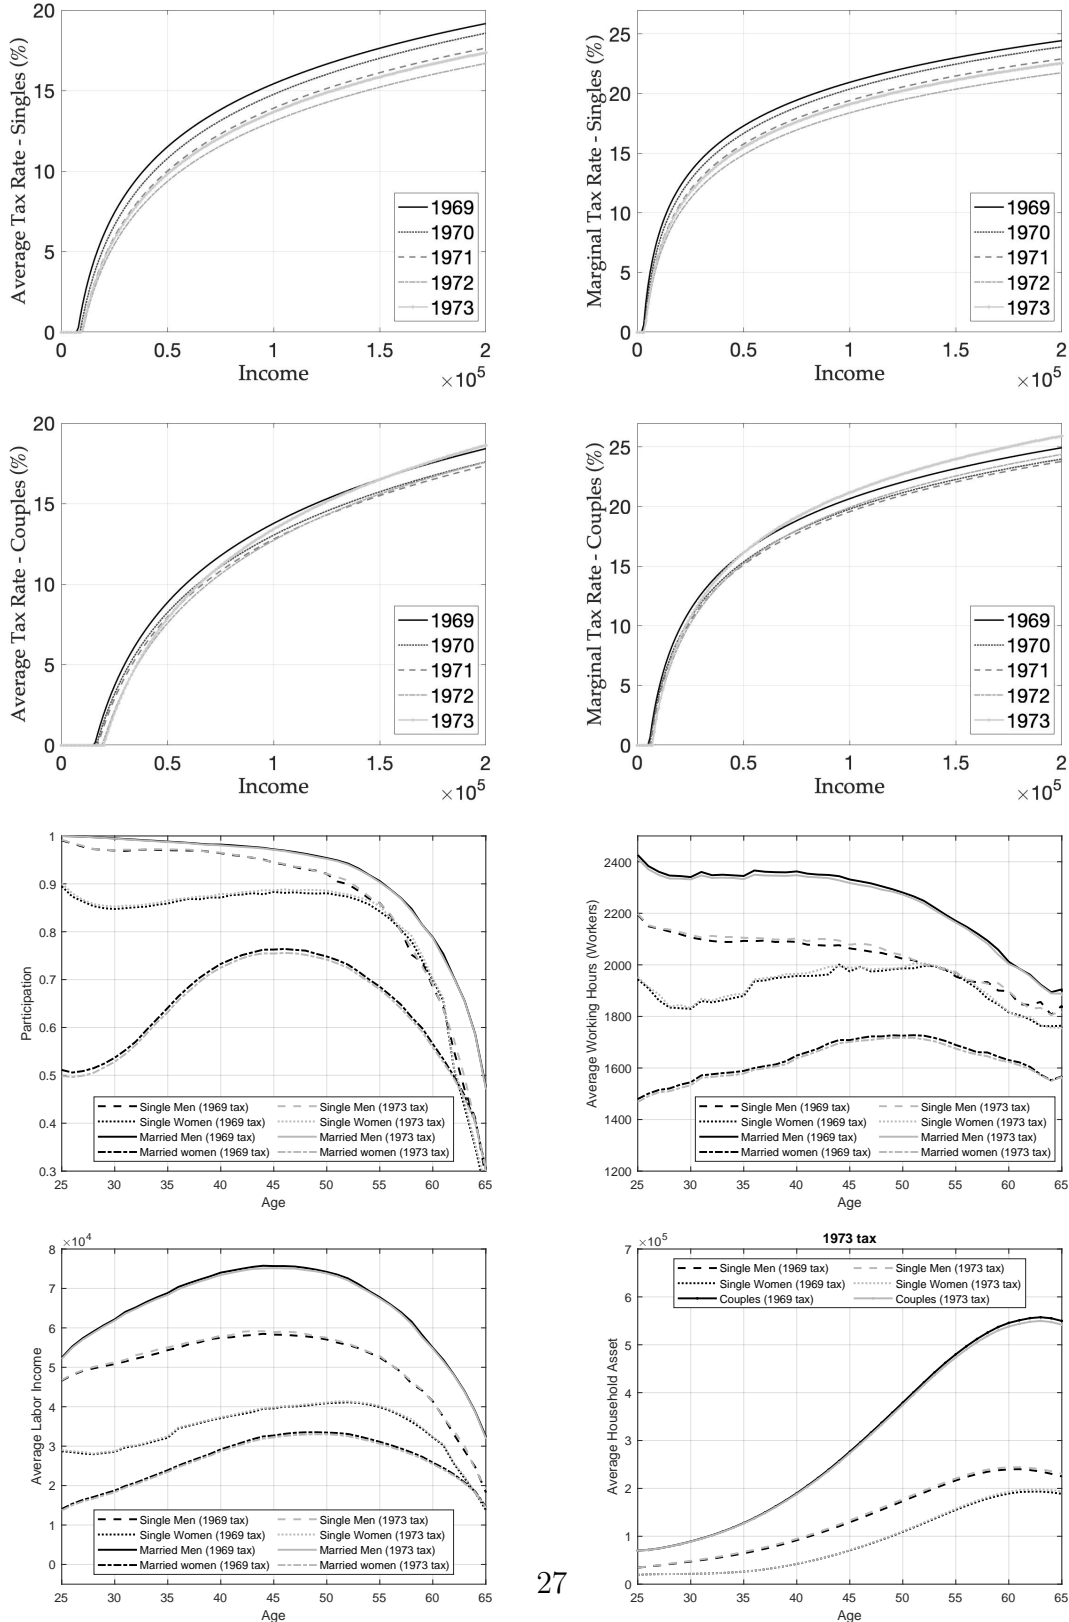 Average Tax Rate - Singles (%)
20
15
10
5
0
0 0.5 1 1.5 2
Income
×10^5
1969
1970
1971
1972
1973
Marginal Tax Rate - Singles (%)
25
20
15
10
5
0
0 0.5 1 1.5 2
Income
×10^5
1969
1970
1971
1972
1973
Average Tax Rate - Couples (%)
20
15
10
5
0
0 0.5 1 1.5 2
Income
×10^5
1969
1970
1971
1972
1973
Marginal Tax Rate - Couples (%)
25
20
15
10
5
0
0 0.5 1 1.5 2
Income
×10^5
1969
1970
1971
1972
1973
Participation
1
0.9
0.8
0.7
0.6
0.5
0.4
0.3
Single Men (1969 tax) Single Men (1973 tax)
Single Women (1969 tax) Single Women (1973 tax)
Married Men (1969 tax) Married Men (1973 tax)
Married women (1969 tax) Married women (1973 tax)
25 30 35 40 45 50 55 60 65
Age
Average Working Hours (Workers)
2400
2200
2000
1800
1600
1400
1200
Single Men (1969 tax) Single Men (1973 tax)
Single Women (1969 tax) Single Women (1973 tax)
Married Men (1969 tax) Married Men (1973 tax)
Married women (1969 tax) Married women (1973 tax)
25 30 35 40 45 50 55 60 65
Age
×10^4
Average Labor Income
8
7
6
5
4
3
2
1
0
Single Men (1969 tax) Single Men (1973 tax)
Single Women (1969 tax) Single Women (1973 tax)
Married Men (1969 tax) Married Men (1973 tax)
Married women (1969 tax) Married women (1973 tax)
25 30 35 40 45 50 55 60 65
Age
1973 tax
×10^5
Average Household Asset
7
6
5
4
3
2
1
0
Single Men (1969 tax) Single Men (1973 tax)
Single Women (1969 tax) Single Women (1973 tax)
Couples (1969 tax) Couples (1973 tax)
25 30 35 40 45 50 55 60 65
Age
27